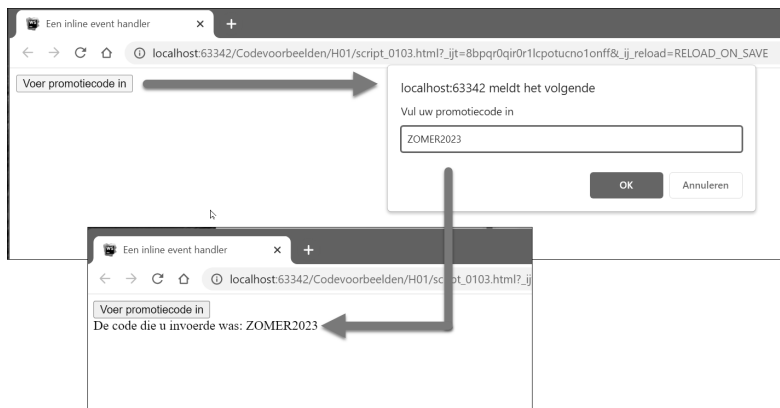 Een inline event handler
localhost:63342/Codevoorbeelden/H01/script_0103.html?_ijt=8bpqr0qir0r1lcpotucno1onff&_ij_reload=RELOAD_ON_SAVE
Voer promotiecode in
localhost:63342 meldt het volgende
Vul uw promotiecode in
ZOMER2023
OK Annuleren
Een inline event handler
localhost:63342/Codevoorbeelden/H01/script_0103.html?_ij
Voer promotiecode in
De code die u invoerde was: ZOMER2023